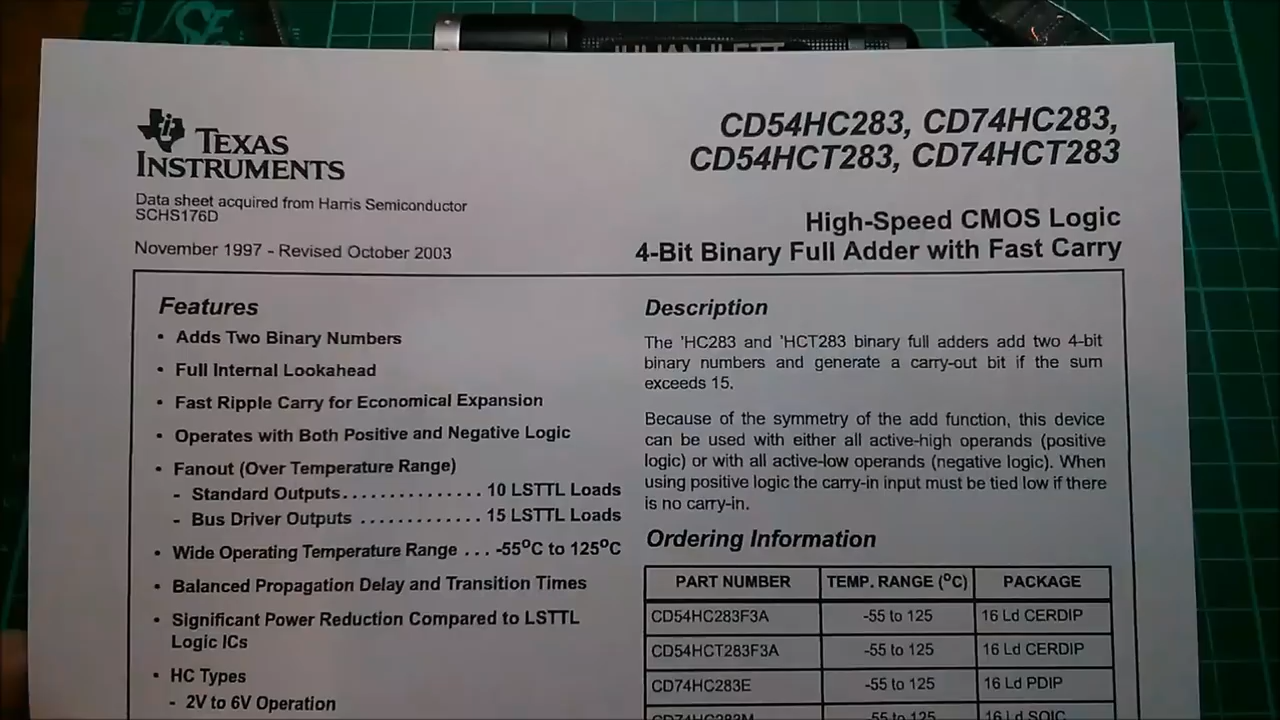 JULIAN ILETT
TEXAS
INSTRUMENTS
Data sheet acquired from Harris Semiconductor
SCHS176D
November 1997 - Revised October 2003
CD54HC283, CD74HC283,
CD54HCT283, CD74HCT283
High-Speed CMOS Logic
4-Bit Binary Full Adder with Fast Carry
Features
• Adds Two Binary Numbers
• Full Internal Lookahead
• Fast Ripple Carry for Economical Expansion
• Operates with Both Positive and Negative Logic
• Fanout (Over Temperature Range)
- Standard Outputs . . . . . . . . . . . . . . . 10 LSTTL Loads
- Bus Driver Outputs . . . . . . . . . . . . . 15 LSTTL Loads
• Wide Operating Temperature Range . . . -55ºC to 125ºC
• Balanced Propagation Delay and Transition Times
• Significant Power Reduction Compared to LSTTL
Logic ICs
• HC Types
- 2V to 6V Operation
Description
The 'HC283 and 'HCT283 binary full adders add two 4-bit
binary numbers and generate a carry-out bit if the sum
exceeds 15.
Because of the symmetry of the add function, this device
can be used with either all active-high operands (positive
logic) or with all active-low operands (negative logic). When
using positive logic the carry-in input must be tied low if there
is no carry-in.
Ordering Information
PART NUMBER TEMP. RANGE (ºC) PACKAGE
CD54HC283F3A -55 to 125 16 Ld CERDIP
CD54HCT283F3A -55 to 125 16 Ld CERDIP
CD74HC283E -55 to 125 16 Ld PDIP
CD74HC283M -55 to 125 16 Ld SOIC